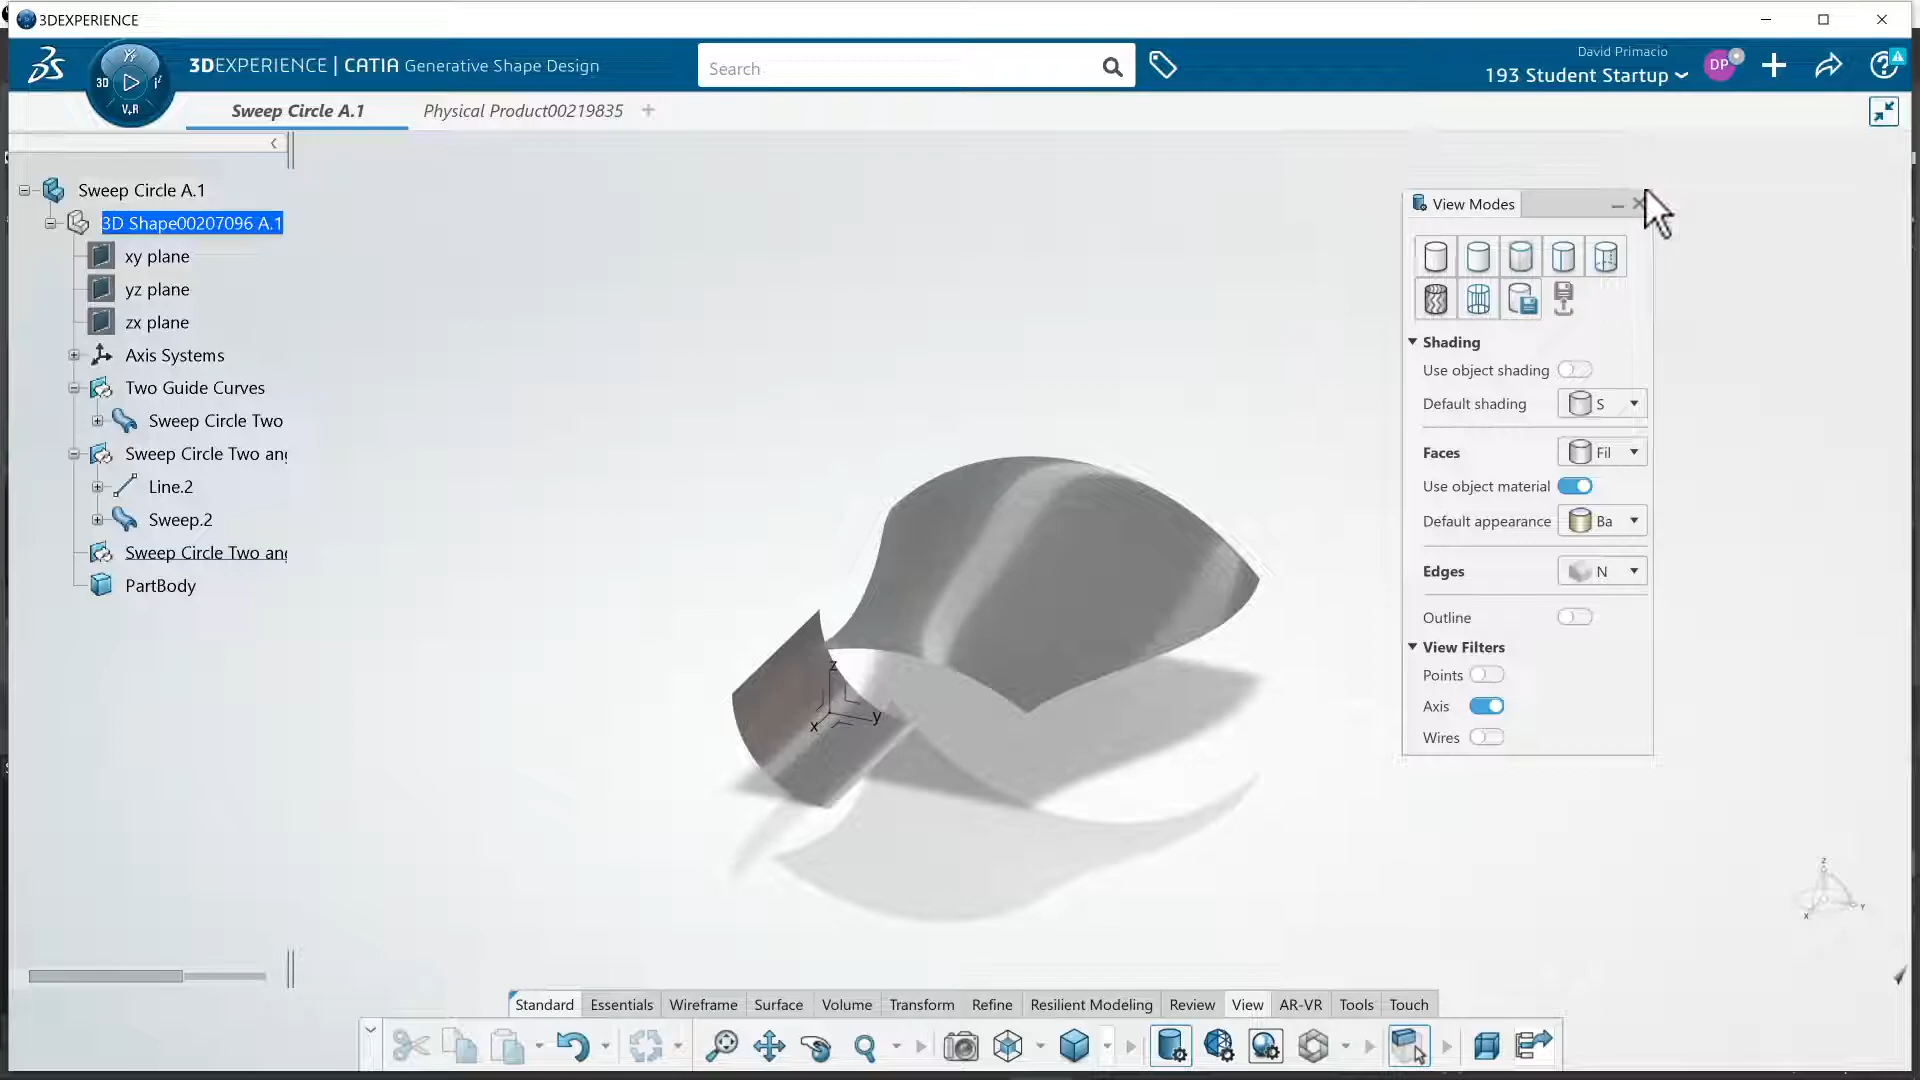 3DEXPERIENCE
3DEXPERIENCE | CATIA Generative Shape Design
3D
V+R
Search
David Primacio
193 Student Startup
DP
Sweep Circle A.1
Physical Product00219835
Sweep Circle A.1
3D Shape00207096 A.1
xy plane
yz plane
zx plane
Axis Systems
Two Guide Curves
Sweep Circle Two
Sweep Circle Two ang
Line.2
Sweep.2
Sweep Circle Two ang
PartBody
View Modes
Shading
Use object shading
Default shading S
Faces Fil
Use object material
Default appearance Ba
Edges N
Outline
View Filters
Points
Axis
Wires
z
x
y
z
x
Y
Standard Essentials Wireframe Surface Volume Transform Refine Resilient Modeling Review View AR-VR Tools Touch